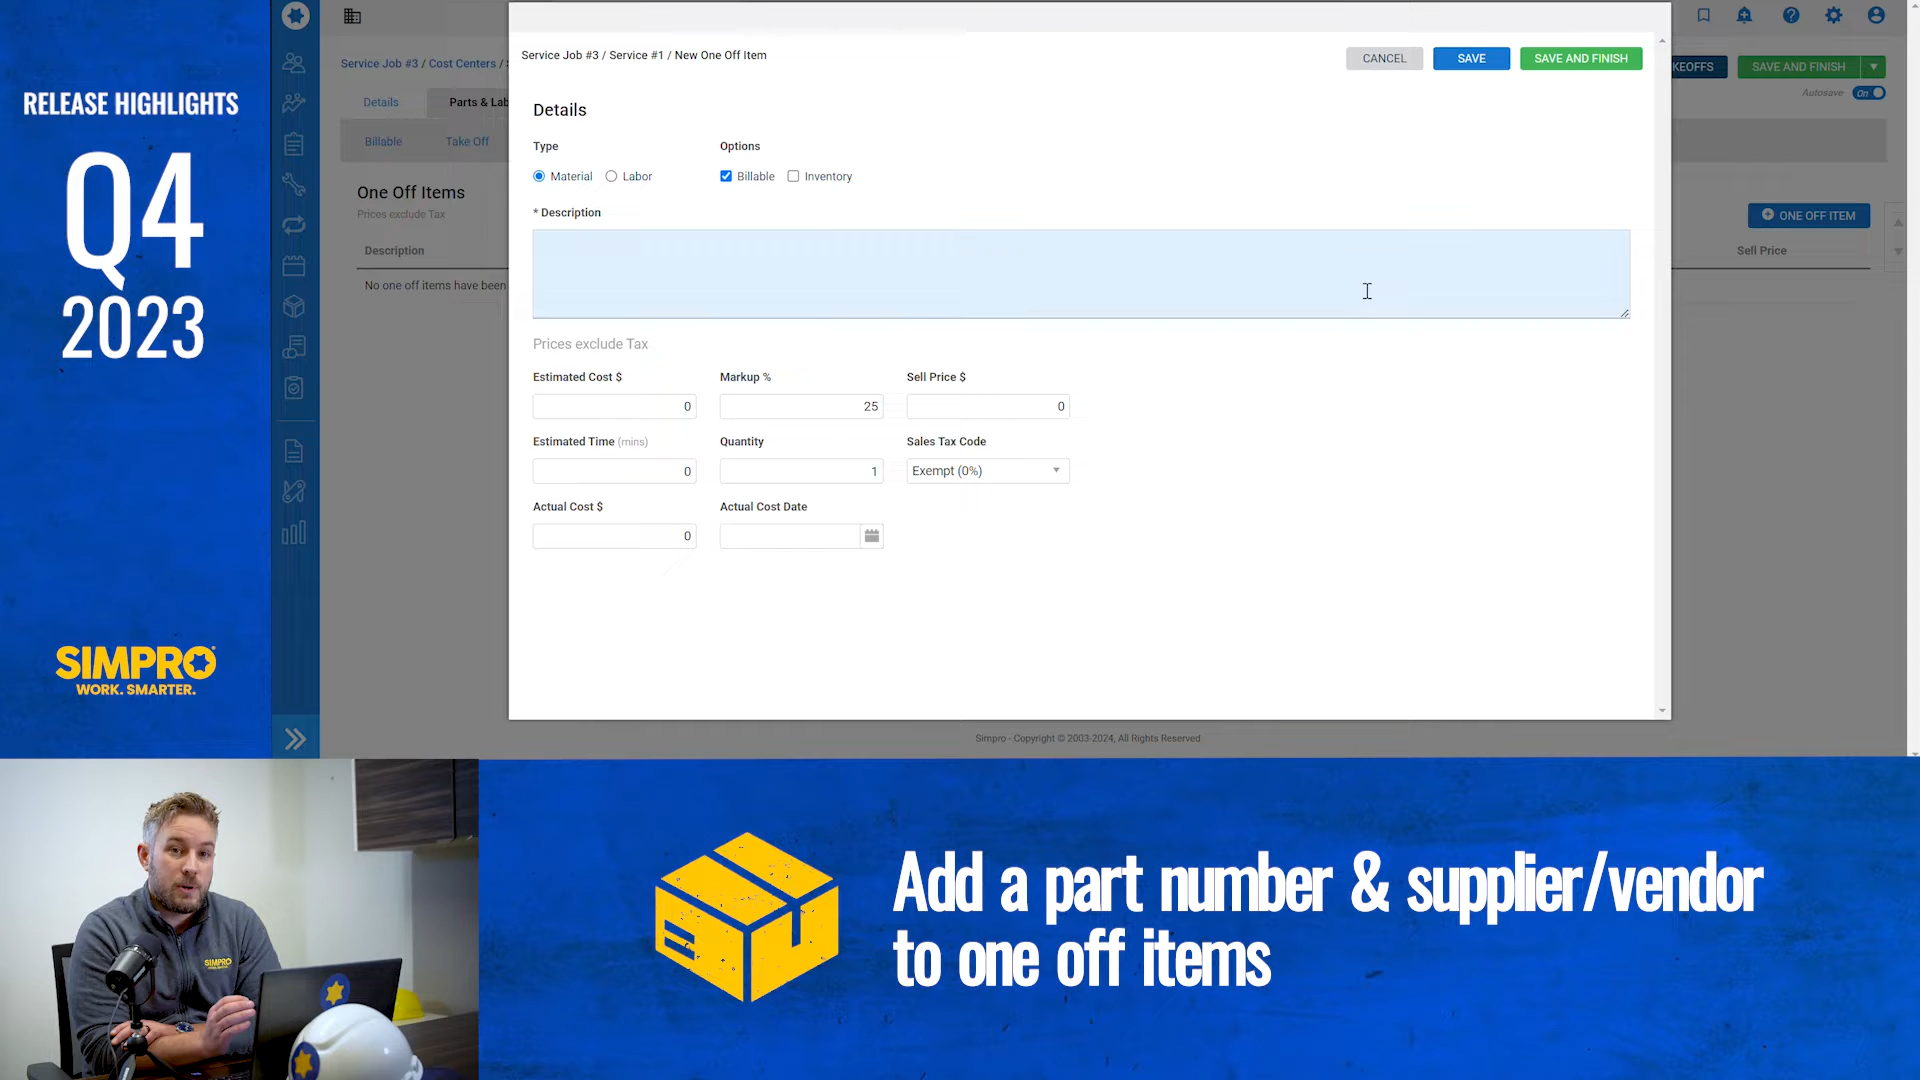 RELEASE HIGHLIGHTS
Q4
2023
SIMPRO
WORK. SMARTER.
Service Job #3 / Cost Centers /
Details
Parts & Lab
Billable
Take Off
One Off Items
Prices exclude Tax
Description
No one off items have been
Service Job #3 / Service #1 / New One Off Item
CANCEL
SAVE
SAVE AND FINISH
Details
Type
Options
Material
Labor
Billable
Inventory
* Description
Prices exclude Tax
Estimated Cost $
Markup %
Sell Price $
0
25
0
Estimated Time (mins)
Quantity
Sales Tax Code
0
1
Exempt (0%)
Actual Cost $
Actual Cost Date
0
KEOFFS
SAVE AND FINISH
Autosave
On
ONE OFF ITEM
Sell Price
Simpro - Copyright © 2003-2024, All Rights Reserved
SIMPRO
Add a part number & supplier/vendor
to one off items